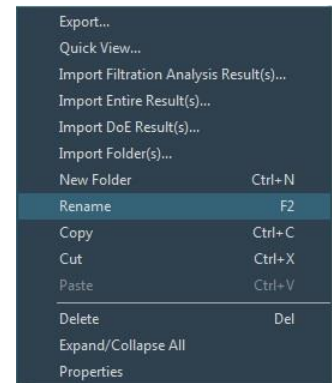 Export...
Quick View...
Import Filtration Analysis Result(s)...
Import Entire Result(s)...
Import DoE Result(s)...
Import Folder(s)...
New Folder Ctrl+N
Rename F2
Copy Ctrl+C
Cut Ctrl+X
Paste Ctrl+V
Delete Del
Expand/Collapse All
Properties